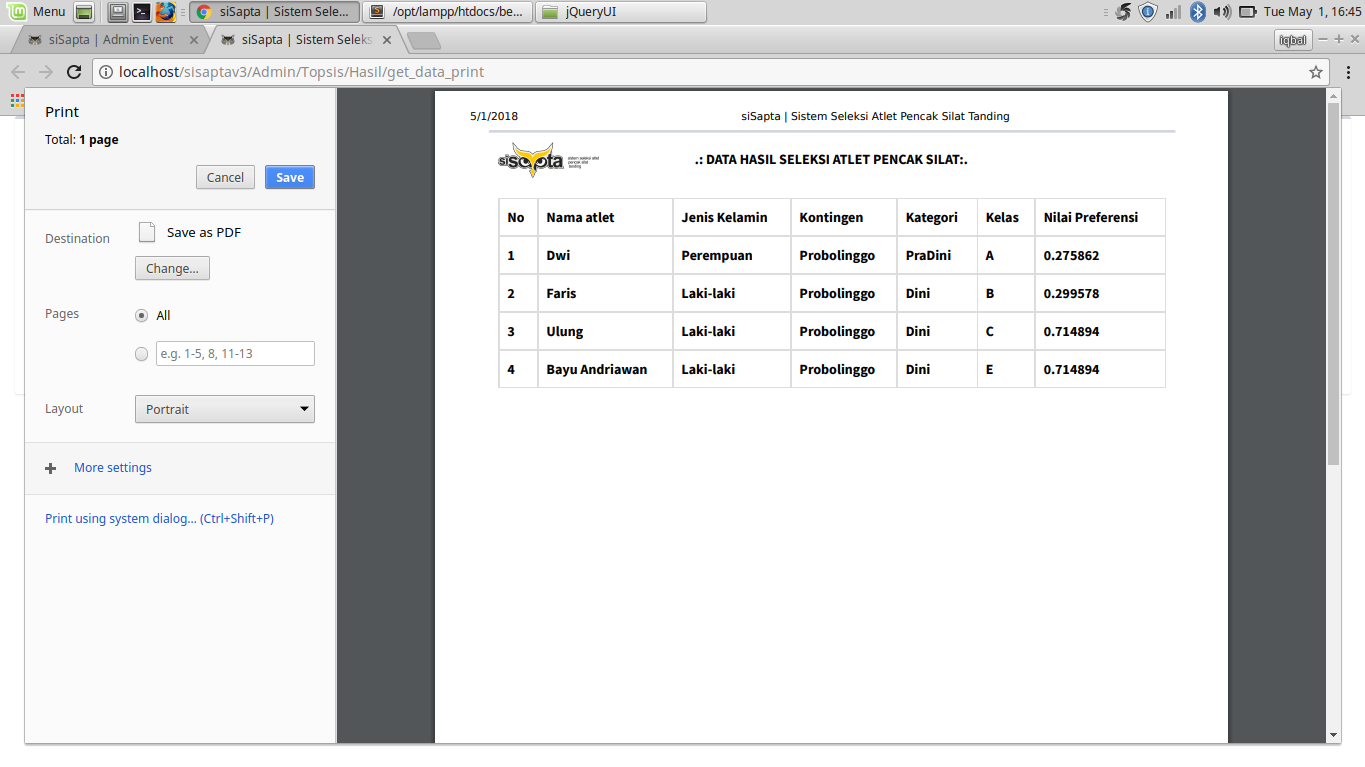 Menu
siSapta | Sistem Sele...
/opt/lampp/htdocs/be...
jQueryUI
Tue May 1, 16:45
siSapta | Admin Event
siSapta | Sistem Seleks
iqbal
localhost/sisaptav3/Admin/Topsis/Hasil/get_data_print
Print
Total: 1 page
Cancel
Save
Destination
Save as PDF
Change...
Pages
All
e.g. 1-5, 8, 11-13
Layout
Portrait
More settings
Print using system dialog... (Ctrl+Shift+P)
5/1/2018
siSapta | Sistem Seleksi Atlet Pencak Silat Tanding
sisapta
sistem seleksi atlet
pencak silat
tanding
.: DATA HASIL SELEKSI ATLET PENCAK SILAT:.
No Nama atlet Jenis Kelamin Kontingen Kategori Kelas Nilai Preferensi
1 Dwi Perempuan Probolinggo PraDini A 0.275862
2 Faris Laki-laki Probolinggo Dini B 0.299578
3 Ulung Laki-laki Probolinggo Dini C 0.714894
4 Bayu Andriawan Laki-laki Probolinggo Dini E 0.714894